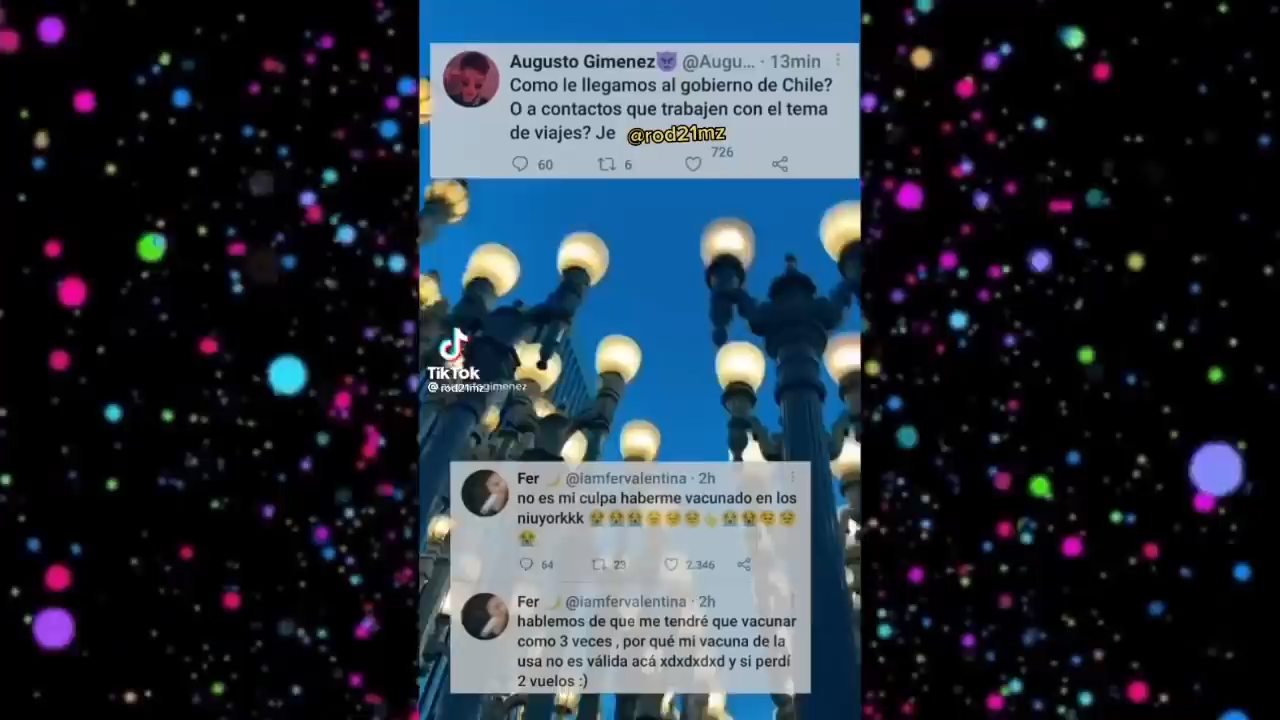 Augusto Gimenez😈 @Augu... · 13min
Como le llegamos al gobierno de Chile?
O a contactos que trabajen con el tema
de viajes? Je @rod21mz
60 6 726
TikTok
@rod21mz
Fer 🌙 @iamfervalentina · 2h
no es mi culpa haberme vacunado en los
niuyorkkk 😭😭😭🥺🥺🥺👆😭😭🥺🥺
😭
64 23 2.346
Fer 🌙 @iamfervalentina · 2h
hablemos de que me tendré que vacunar
como 3 veces , por qué mi vacuna de la
usa no es válida acá xdxdxdxd y si perdí
2 vuelos :)